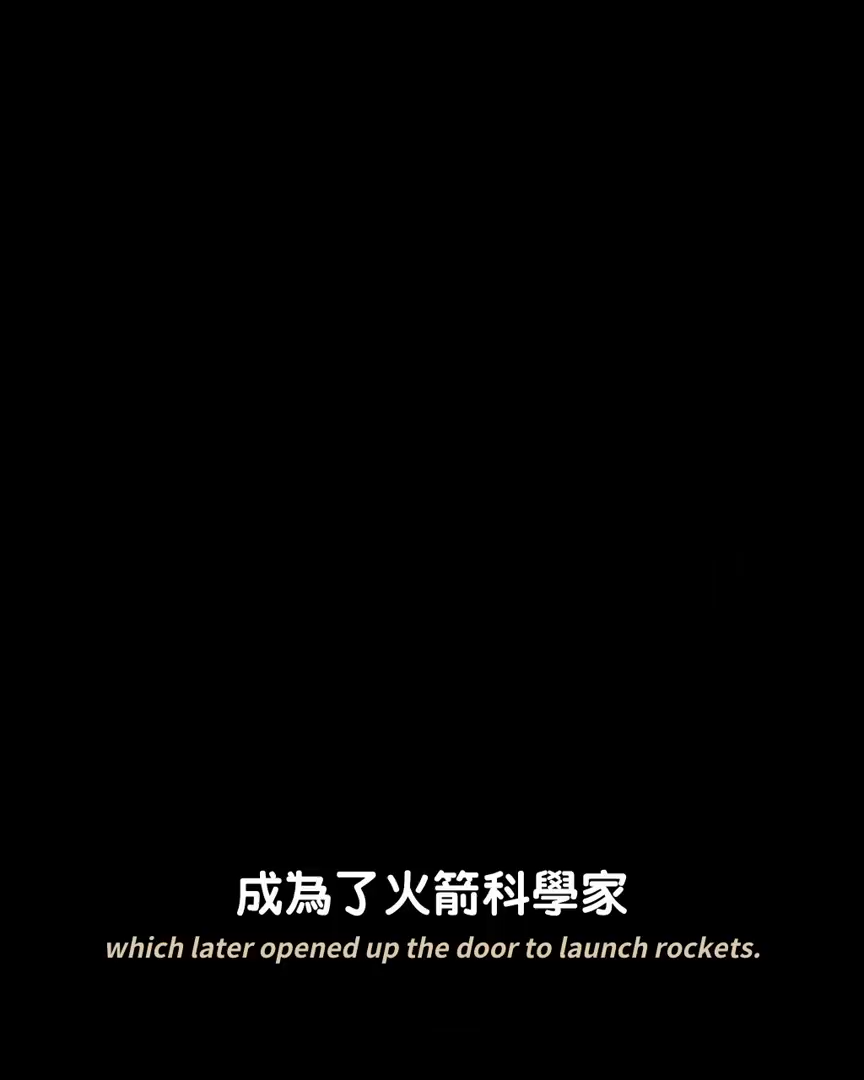 成為了火箭科學家
which later opened up the door to launch rockets.